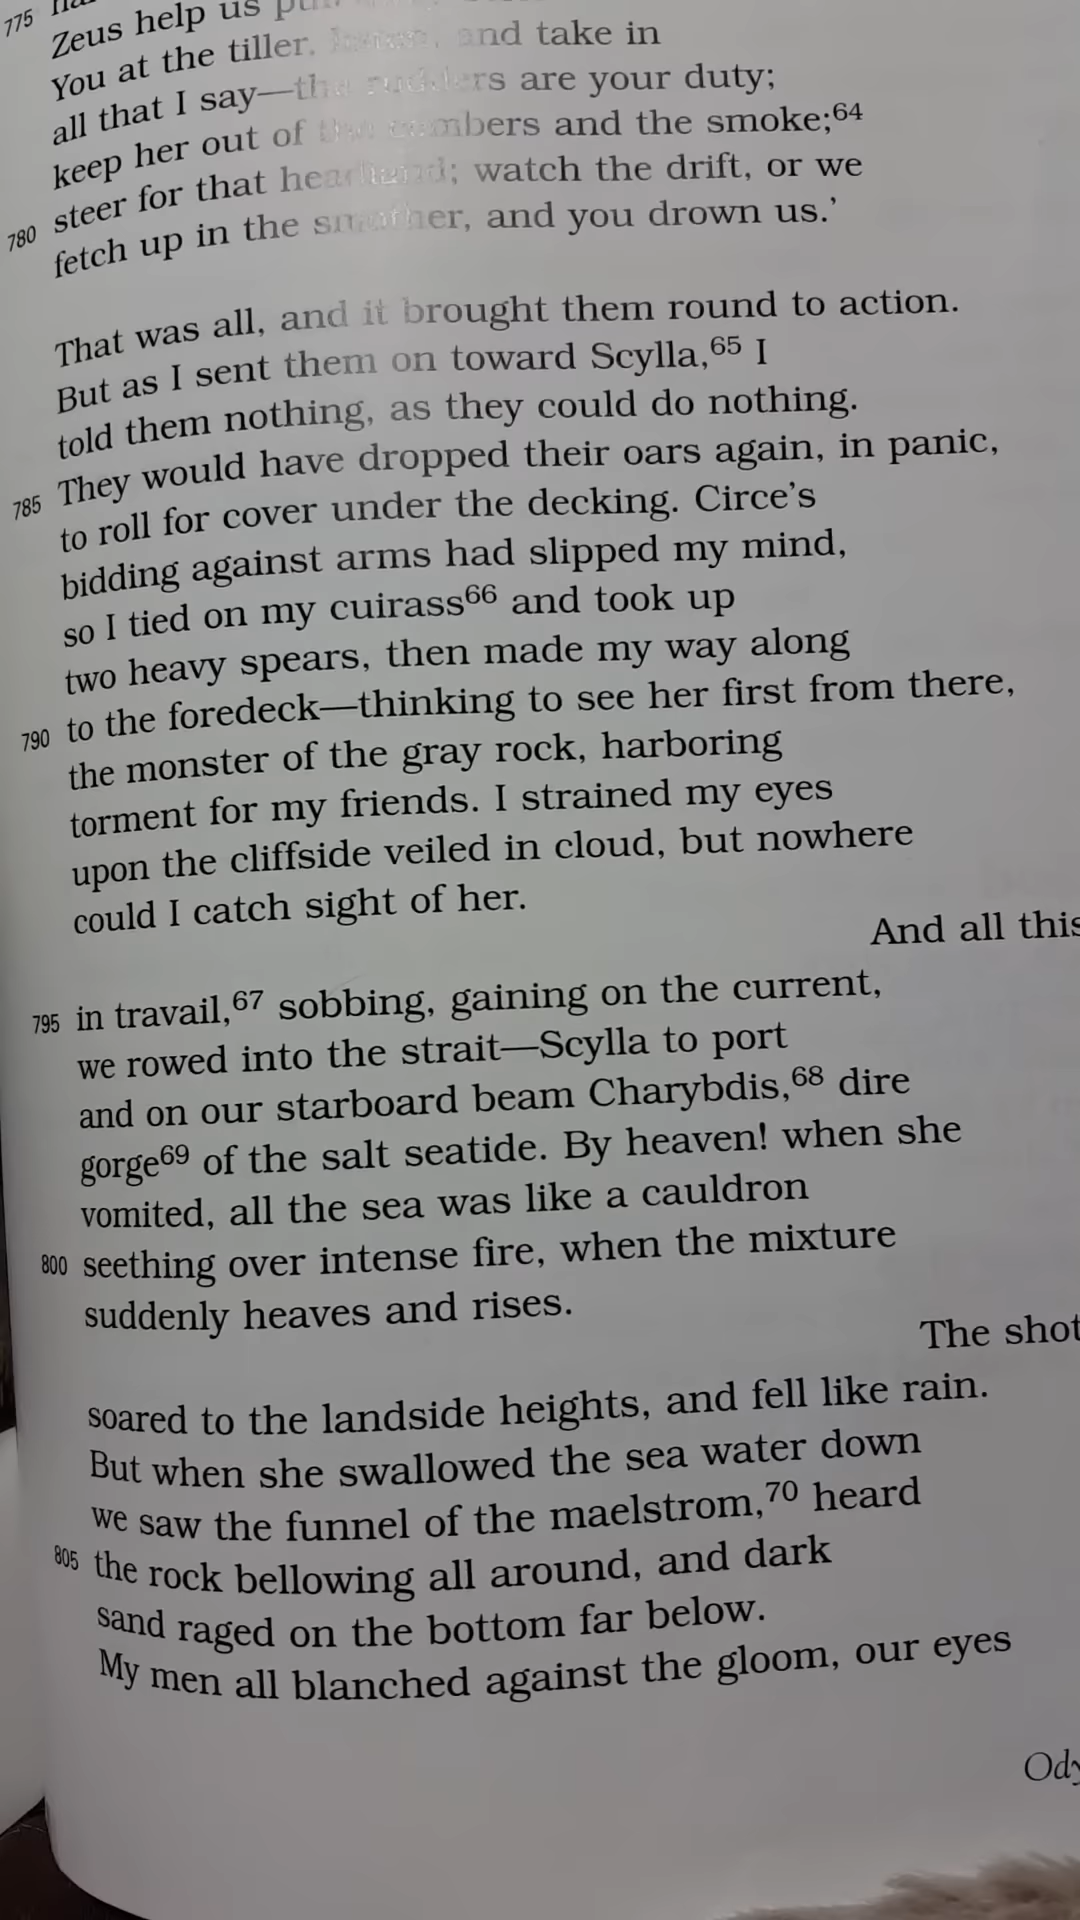 775
Zeus help us
You at the tiller. and take in
all that I say—the rudders are your duty;
keep her out of the combers and the smoke;64
steer for that headland; watch the drift, or we
780 fetch up in the smother, and you drown us.’
That was all, and it brought them round to action.
But as I sent them on toward Scylla,65 I
told them nothing, as they could do nothing.
785 They would have dropped their oars again, in panic,
to roll for cover under the decking. Circe’s
bidding against arms had slipped my mind,
so I tied on my cuirass66 and took up
two heavy spears, then made my way along
790 to the foredeck—thinking to see her first from there,
the monster of the gray rock, harboring
torment for my friends. I strained my eyes
upon the cliffside veiled in cloud, but nowhere
could I catch sight of her.
And all this
795 in travail,67 sobbing, gaining on the current,
we rowed into the strait—Scylla to port
and on our starboard beam Charybdis,68 dire
gorge69 of the salt seatide. By heaven! when she
vomited, all the sea was like a cauldron
800 seething over intense fire, when the mixture
suddenly heaves and rises.
The shot
soared to the landside heights, and fell like rain.
But when she swallowed the sea water down
we saw the funnel of the maelstrom,70 heard
805 the rock bellowing all around, and dark
sand raged on the bottom far below.
My men all blanched against the gloom, our eyes
Ody